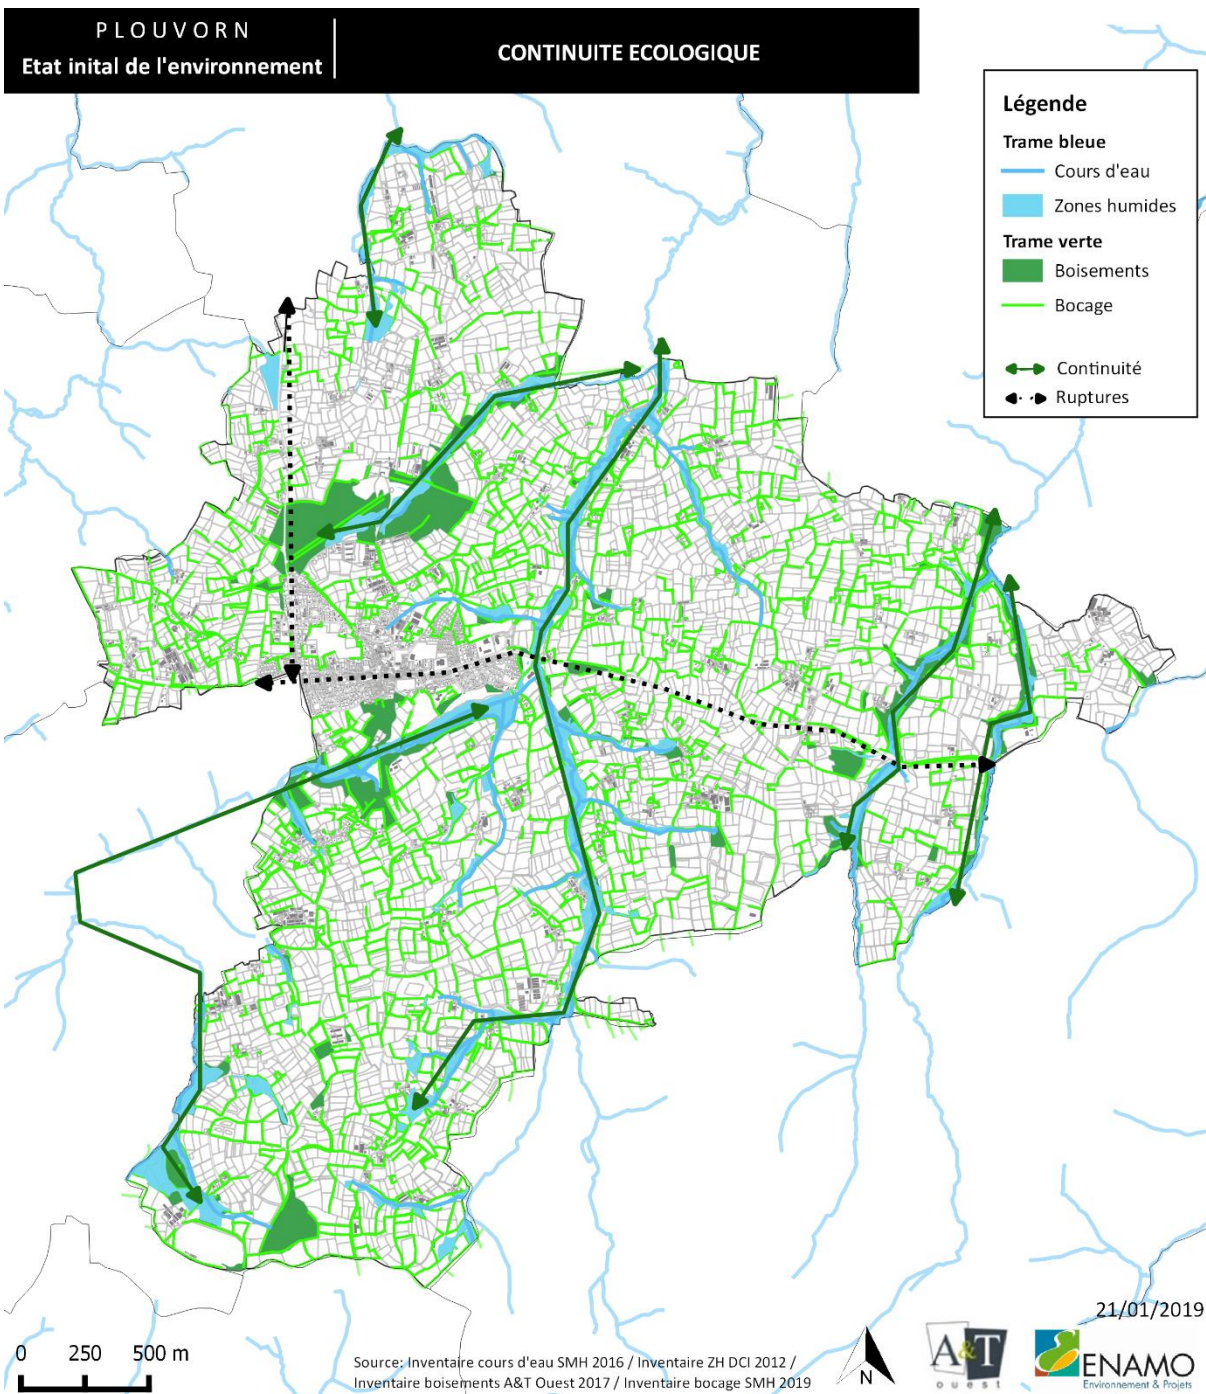 PLOUVORN
Etat inital de l'environnement
CONTINUITE ECOLOGIQUE
Légende
Trame bleue
Cours d'eau
Zones humides
Trame verte
Boisements
Bocage
Continuité
Ruptures
21/01/2019
0 250 500 m
Source: Inventaire cours d'eau SMH 2016 / Inventaire ZH DCI 2012 /
Inventaire boisements A&T Ouest 2017 / Inventaire bocage SMH 2019
N
A&T
ouest
ENAMO
Environnement & Projets